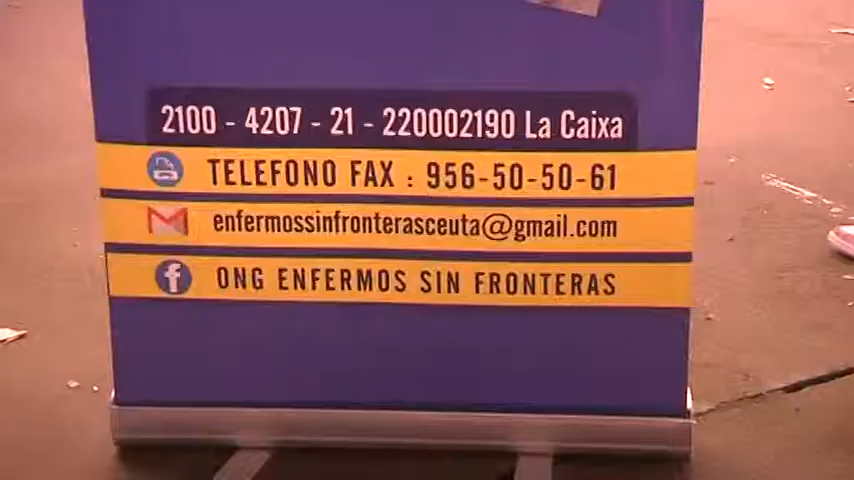 2100 - 4207 - 21 - 220002190 La Caixa
TELEFONO FAX : 956-50-50-61
enfermossinfronterasceuta@gmail.com
ONG ENFERMOS SIN FRONTERAS